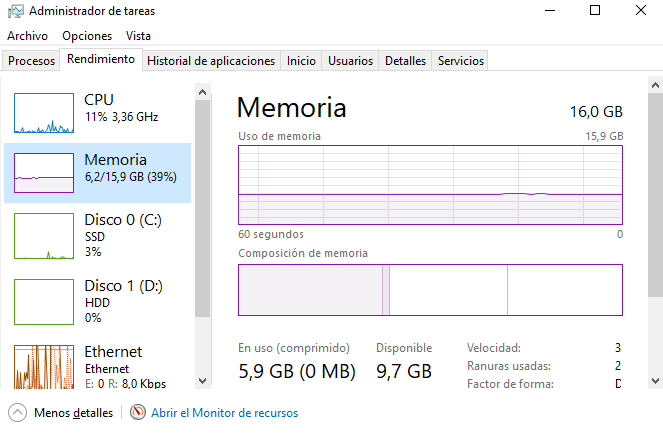 Administrador de tareas
Archivo Opciones Vista
Procesos Rendimiento Historial de aplicaciones Inicio Usuarios Detalles Servicios
CPU
11% 3,36 GHz
Memoria
6,2/15,9 GB (39%)
Disco 0 (C:)
SSD
3%
Disco 1 (D:)
HDD
0%
Ethernet
Ethernet
E: 0 R: 8,0 Kbps
Memoria 16,0 GB
Uso de memoria 15,9 GB
60 segundos 0
Composición de memoria
En uso (comprimido) Disponible
5,9 GB (0 MB) 9,7 GB
Velocidad: 3
Ranuras usadas: 2
Factor de forma: D
Menos detalles Abrir el Monitor de recursos